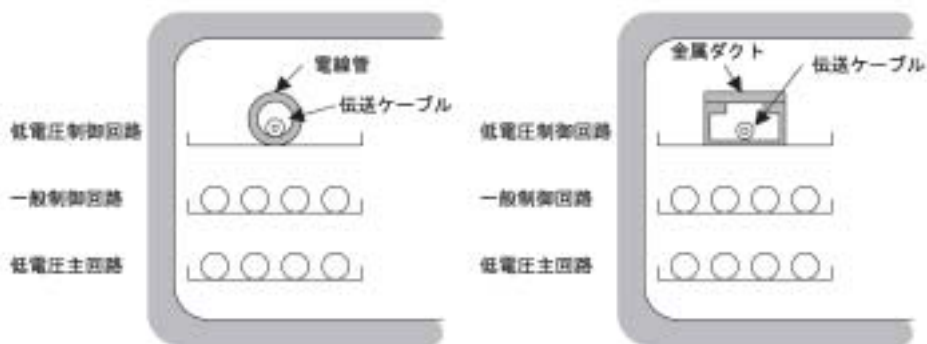 電線管
伝送ケーブル
低電圧制御回路
一般制御回路
低電圧主回路
金属ダクト
伝送ケーブル
低電圧制御回路
一般制御回路
低電圧主回路